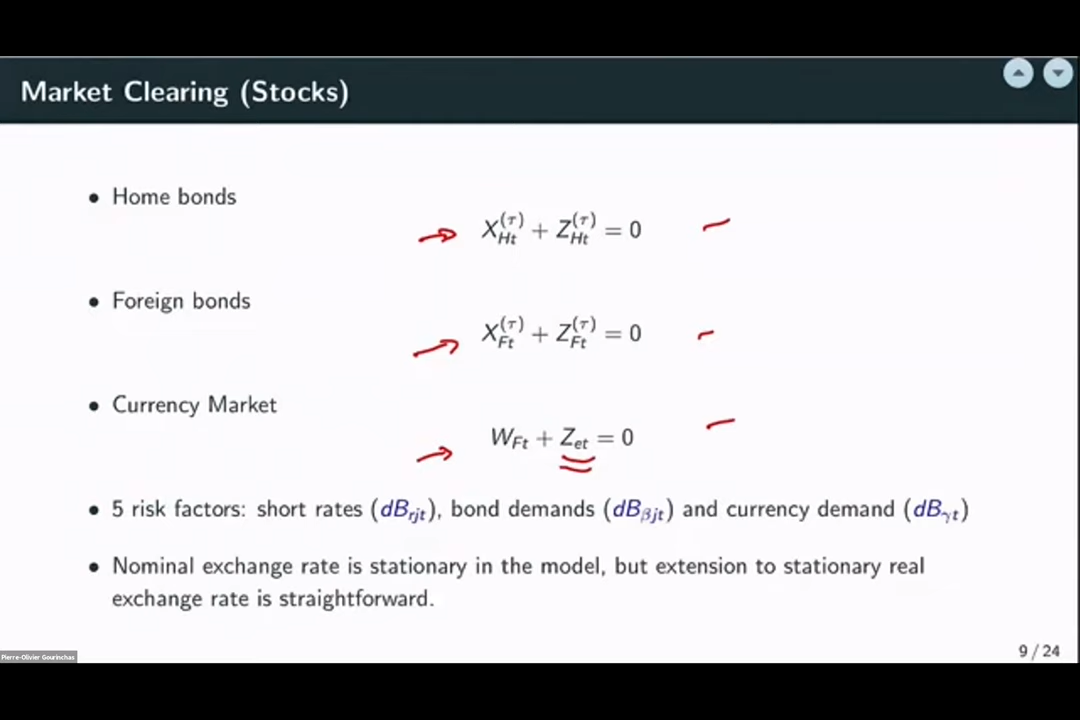 Market Clearing (Stocks)
• Home bonds
X_{Ht}^{(τ)} + Z_{Ht}^{(τ)} = 0
• Foreign bonds
X_{Ft}^{(τ)} + Z_{Ft}^{(τ)} = 0
• Currency Market
W_{Ft} + Z_{et} = 0
• 5 risk factors: short rates (dB_{rjt}), bond demands (dB_{βjt}) and currency demand (dB_{γt})
• Nominal exchange rate is stationary in the model, but extension to stationary real
exchange rate is straightforward.
9 / 24
Pierre-Olivier Gourinchas